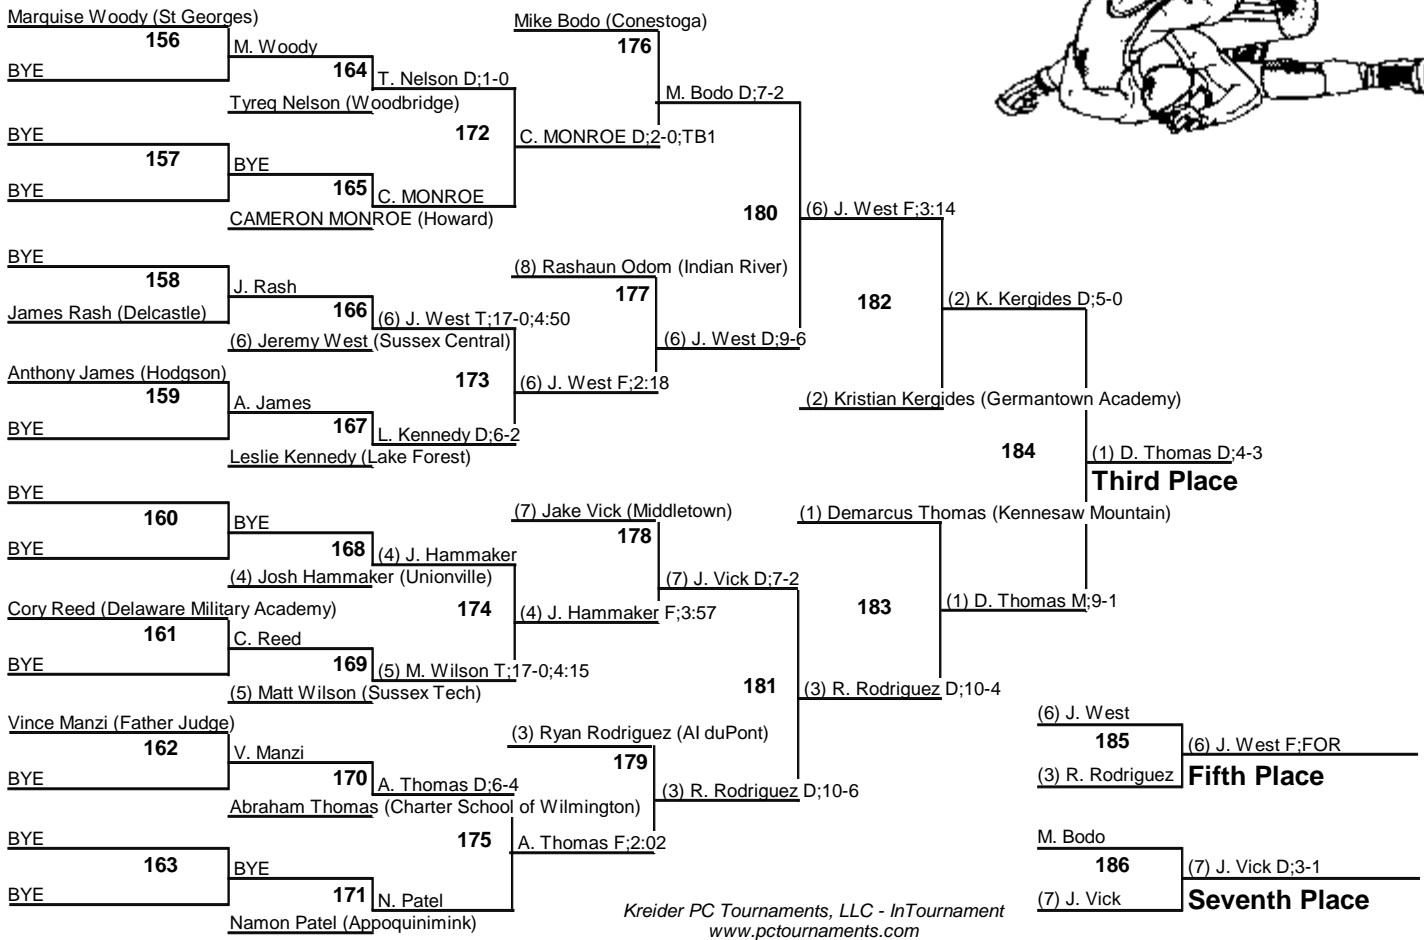 Marquise Woody (St Georges)
156
BYE
M. Woody
164
Tyreq Nelson (Woodbridge)
T. Nelson D;1-0
BYE
157
BYE
BYE
165
CAMERON MONROE (Howard)
C. MONROE
172
C. MONROE D;2-0;TB1
Mike Bodo (Conestoga)
176
M. Bodo D;7-2
BYE
158
James Rash (Delcastle)
J. Rash
166
(6) Jeremy West (Sussex Central)
(6) J. West T;17-0;4:50
Anthony James (Hodgson)
159
BYE
A. James
167
Leslie Kennedy (Lake Forest)
L. Kennedy D;6-2
173
(6) J. West F;2:18
(8) Rashaun Odom (Indian River)
177
(6) J. West D;9-6
180
(6) J. West F;3:14
182
(2) Kristian Kergides (Germantown Academy)
(2) K. Kergides D;5-0
BYE
160
BYE
BYE
168
(4) Josh Hammaker (Unionville)
(4) J. Hammaker
Cory Reed (Delaware Military Academy)
161
BYE
C. Reed
169
(5) Matt Wilson (Sussex Tech)
(5) M. Wilson T;17-0;4:15
174
(4) J. Hammaker F;3:57
(7) Jake Vick (Middletown)
178
(7) J. Vick D;7-2
Vince Manzi (Father Judge)
162
BYE
V. Manzi
170
Abraham Thomas (Charter School of Wilmington)
A. Thomas D;6-4
BYE
163
BYE
BYE
171
Namon Patel (Appoquinimink)
N. Patel
175
A. Thomas F;2:02
(3) Ryan Rodriguez (AI duPont)
179
(3) R. Rodriguez D;10-6
181
(3) R. Rodriguez D;10-4
(1) Demarcus Thomas (Kennesaw Mountain)
183
(1) D. Thomas M;9-1
184
(1) D. Thomas D;4-3
Third Place
(6) J. West
185
(3) R. Rodriguez
(6) J. West F;FOR
Fifth Place
M. Bodo
186
(7) J. Vick
(7) J. Vick D;3-1
Seventh Place
Kreider PC Tournaments, LLC - InTournament
www.pctournaments.com